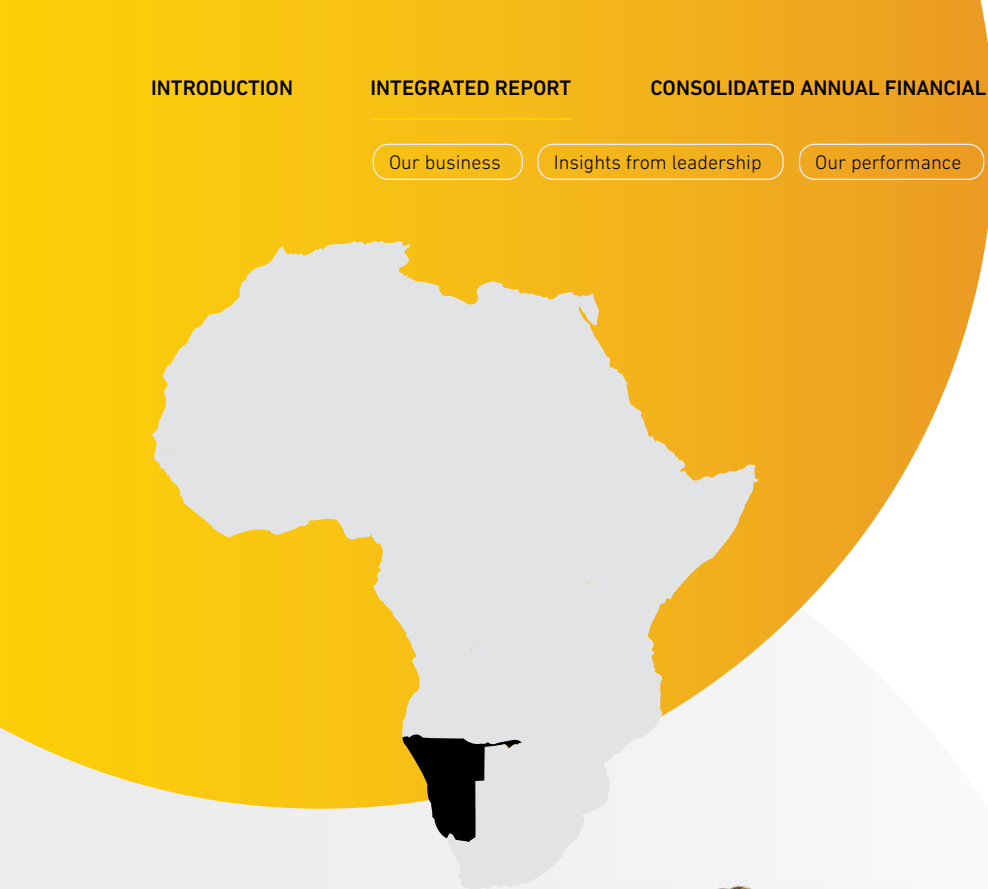 INTRODUCTION INTEGRATED REPORT CONSOLIDATED ANNUAL FINANCIAL
Our business Insights from leadership Our performance